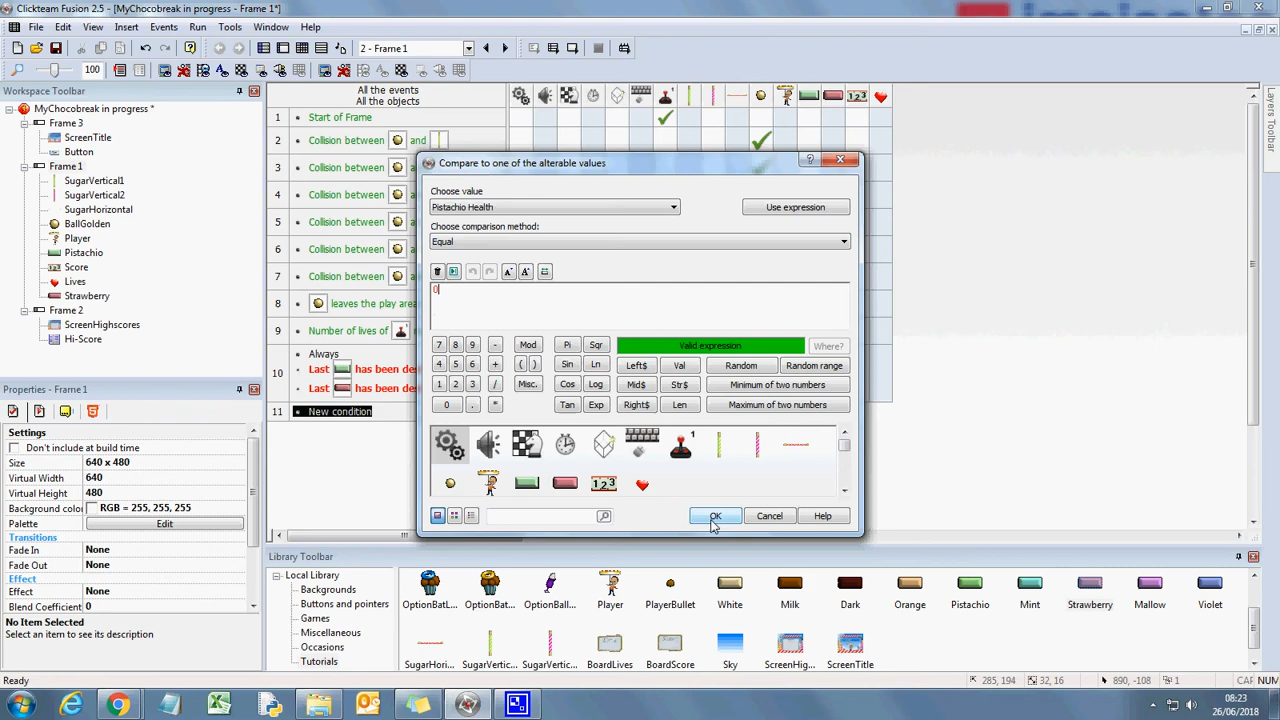 Clickteam Fusion 2.5 - [MyChocobreak in progress - Frame 1*]
File Edit View Insert Events Run Tools Window Help
2 - Frame 1
100
Workspace Toolbar
MyChocobreak in progress *
Frame 3
ScreenTitle
Button
Frame 1
SugarVertical1
SugarVertical2
SugarHorizontal
BallGolden
Player
Pistachio
Score
Lives
Strawberry
Frame 2
ScreenHighscores
Hi-Score
All the events
All the objects
1 Start of Frame
2 Collision between and
3 Collision between
4 Collision between
5 Collision between
6 Collision between
7 Collision between
8 leaves the play area
9 Number of lives of
10 Always
Last has been des
Last has been des
11 New condition
Layers Toolbar
Compare to one of the alterable values
Choose value
Pistachio Health
Use expression
Choose comparison method:
Equal
0
7 8 9 - Mod Pi Sqr Valid expression Where?
4 5 6 + ( ) Sin Ln Left$ Val Random Random range
1 2 3 / Misc. Cos Log Mid$ Str$ Minimum of two numbers
0 . * Tan Exp Right$ Len Maximum of two numbers
OK Cancel Help
Properties - Frame 1
Settings
Don't include at build time
Size 640 x 480
Virtual Width 640
Virtual Height 480
Background color RGB = 255, 255, 255
Palette Edit
Transitions
Fade In None
Fade Out None
Effect
Effect None
Blend Coefficient 0
No Item Selected
Select an item to see its description
Library Toolbar
Local Library
Backgrounds
Buttons and pointers
Games
Miscellaneous
Occasions
Tutorials
OptionBatL... OptionBat... OptionBall... Player PlayerBullet White Milk Dark Orange Pistachio Mint Strawberry Mallow Violet
SugarHori... SugarVertic... SugarVertic... BoardLives BoardScore Sky ScreenHig... ScreenTitle
Ready
285, 194 32, 16 890, -108 1 CAP NUM
08:23
26/06/2018